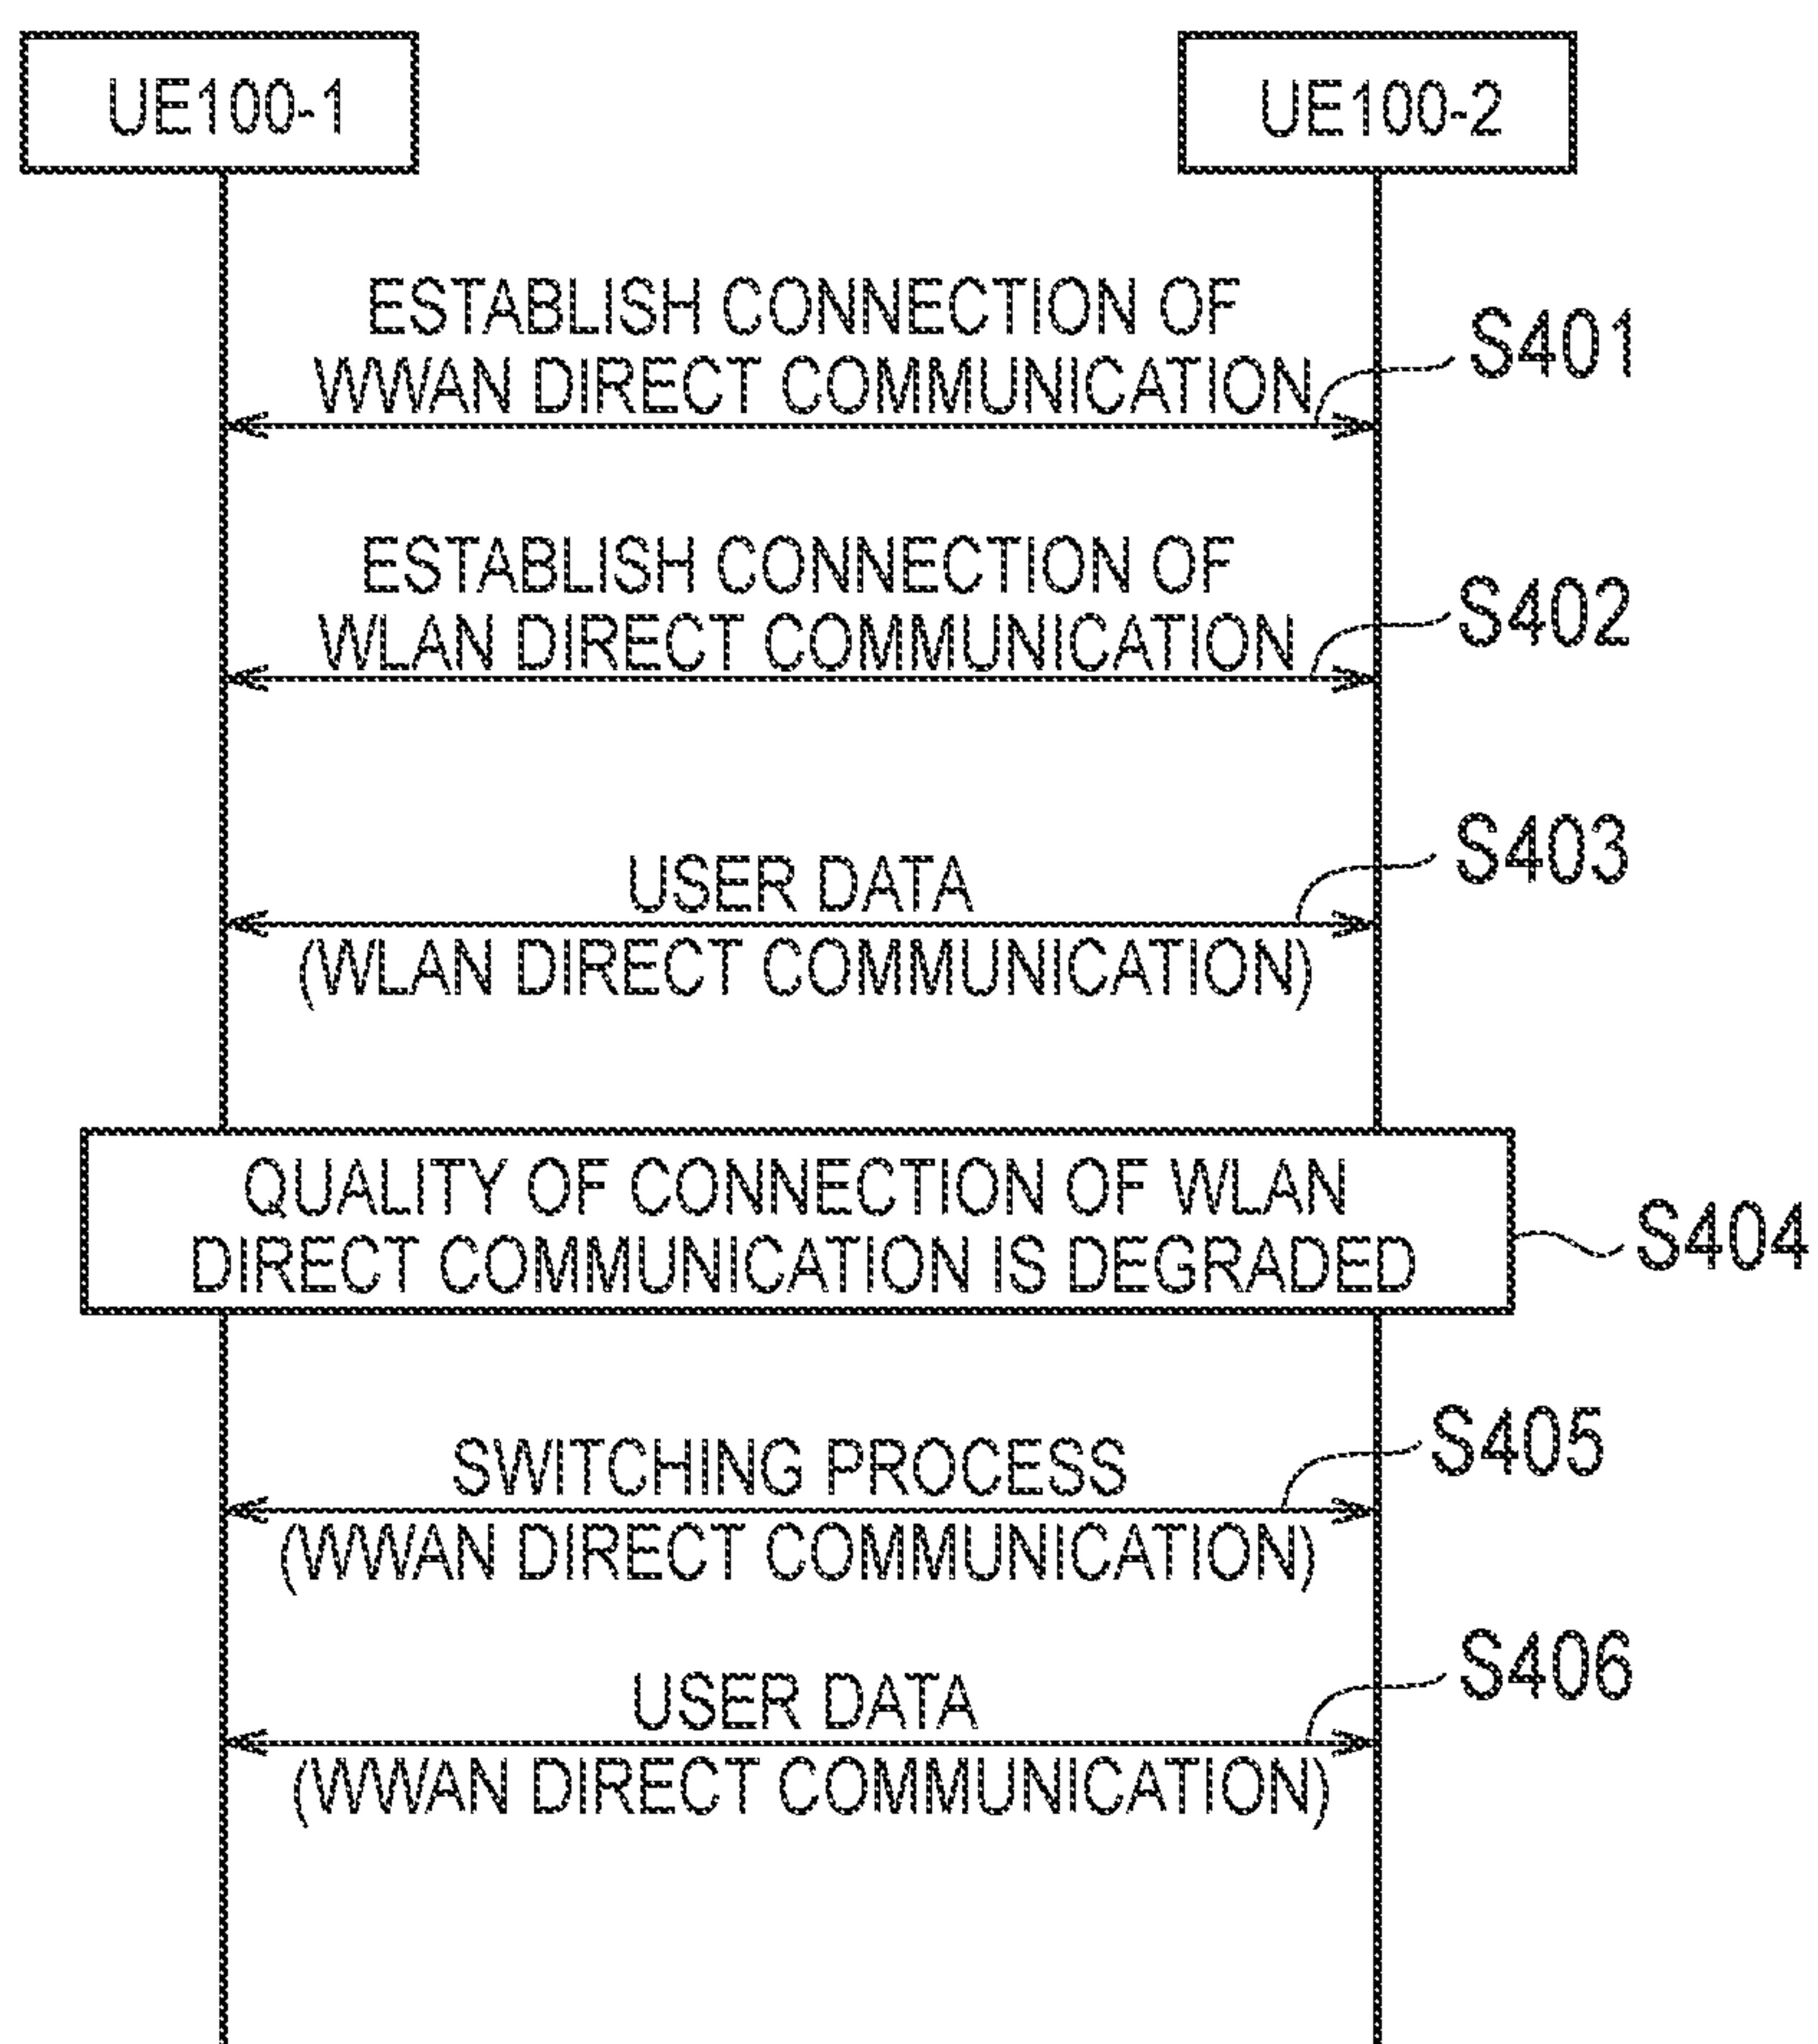 UE100-1
UE100-2
ESTABLISH CONNECTION OF
WWAN DIRECT COMMUNICATION
S401
ESTABLISH CONNECTION OF
WLAN DIRECT COMMUNICATION
S402
USER DATA
(WLAN DIRECT COMMUNICATION)
S403
QUALITY OF CONNECTION OF WLAN
DIRECT COMMUNICATION IS DEGRADED
S404
SWITCHING PROCESS
(WWAN DIRECT COMMUNICATION)
S405
USER DATA
(WWAN DIRECT COMMUNICATION)
S406